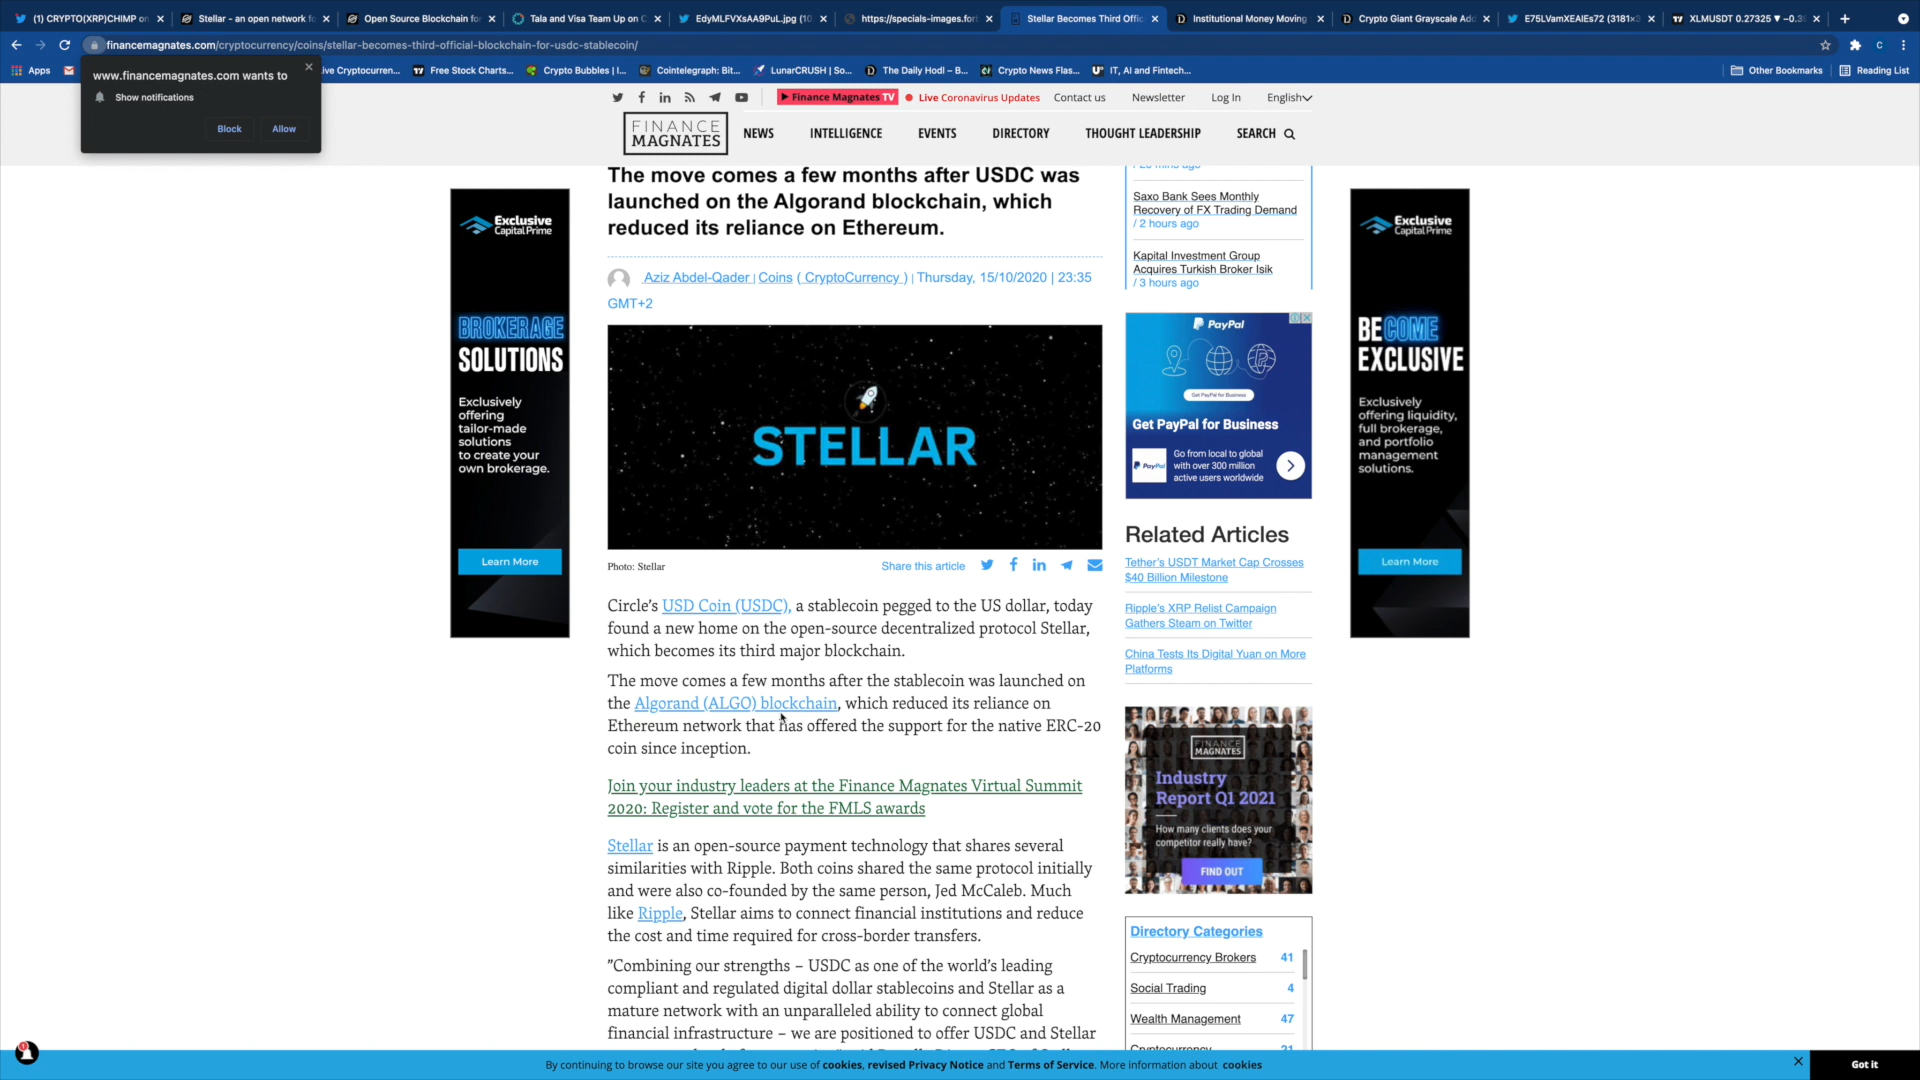 (1) CRYPTO(XRP)CHIMP on
Stellar - an open network fo
Open Source Blockchain for
Tala and Visa Team Up on C
EdyMLFVXsAA9PuL.jpg (10
https://specials-images.forb
Stellar Becomes Third Offic
Institutional Money Moving
Crypto Giant Grayscale Add
E75LVamXEAIEs72 (3181×3
XLMUSDT 0.27325 ▼ −0.3
financemagnates.com/cryptocurrency/coins/stellar-becomes-third-official-blockchain-for-usdc-stablecoin/
Apps
ive Cryptocurren...
Free Stock Charts...
Crypto Bubbles | I...
Cointelegraph: Bit...
LunarCRUSH | So...
The Daily Hodl – B...
Crypto News Flas...
IT, AI and Fintech...
Other Bookmarks
Reading List
www.financemagnates.com wants to
Show notifications
Block
Allow
Finance Magnates TV
Live Coronavirus Updates
Contact us
Newsletter
Log In
English
FINANCE
MAGNATES
NEWS
INTELLIGENCE
EVENTS
DIRECTORY
THOUGHT LEADERSHIP
SEARCH
The move comes a few months after USDC was
launched on the Algorand blockchain, which
reduced its reliance on Ethereum.
Aziz Abdel-Qader | Coins ( CryptoCurrency ) | Thursday, 15/10/2020 | 23:35
GMT+2
STELLAR
Photo: Stellar
Share this article
Circle’s USD Coin (USDC), a stablecoin pegged to the US dollar, today
found a new home on the open-source decentralized protocol Stellar,
which becomes its third major blockchain.
The move comes a few months after the stablecoin was launched on
the Algorand (ALGO) blockchain, which reduced its reliance on
Ethereum network that has offered the support for the native ERC-20
coin since inception.
Join your industry leaders at the Finance Magnates Virtual Summit
2020: Register and vote for the FMLS awards
Stellar is an open-source payment technology that shares several
similarities with Ripple. Both coins shared the same protocol initially
and were also co-founded by the same person, Jed McCaleb. Much
like Ripple, Stellar aims to connect financial institutions and reduce
the cost and time required for cross-border transfers.
”Combining our strengths – USDC as one of the world’s leading
compliant and regulated digital dollar stablecoins and Stellar as a
mature network with an unparalleled ability to connect global
financial infrastructure – we are positioned to offer USDC and Stellar
Exclusive
Capital Prime
BROKERAGE
SOLUTIONS
Exclusively
offering
tailor-made
solutions
to create your
own brokerage.
Learn More
Saxo Bank Sees Monthly
Recovery of FX Trading Demand
/ 2 hours ago
Kapital Investment Group
Acquires Turkish Broker Isik
/ 3 hours ago
PayPal
Get PayPal for Business
Get PayPal for Business
PayPal
Go from local to global
with over 300 million
active users worldwide
Related Articles
Tether’s USDT Market Cap Crosses
$40 Billion Milestone
Ripple’s XRP Relist Campaign
Gathers Steam on Twitter
China Tests Its Digital Yuan on More
Platforms
FINANCE
MAGNATES
Industry
Report Q1 2021
How many clients does your
competitor really have?
FIND OUT
Directory Categories
Cryptocurrency Brokers 41
Social Trading 4
Wealth Management 47
Exclusive
Capital Prime
BECOME
EXCLUSIVE
Exclusively
offering liquidity,
full brokerage,
and portfolio
management
solutions.
Learn More
By continuing to browse our site you agree to our use of cookies, revised Privacy Notice and Terms of Service. More information about cookies
Got it